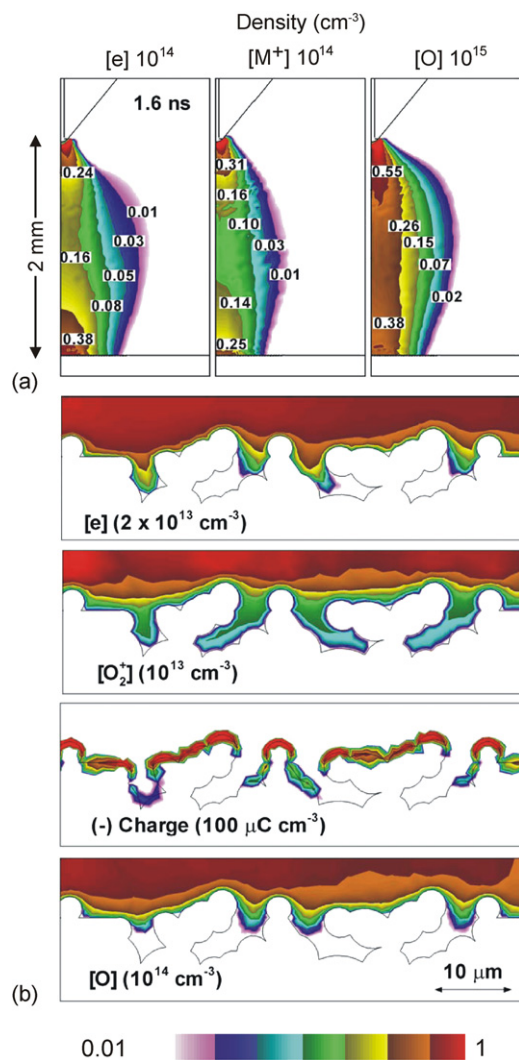 Density (cm⁻³)
[e] 10¹⁴ [M⁺] 10¹⁴ [O] 10¹⁵
1.6 ns
2 mm
0.24
0.01
0.03
0.16
0.05
0.08
0.38
0.31
0.16
0.10
0.03
0.01
0.14
0.25
0.55
0.26
0.15
0.07
0.02
0.38
(a)
[e] (2 x 10¹³ cm⁻³)
[O₂⁺] (10¹³ cm⁻³)
(-) Charge (100 μC cm⁻³)
[O] (10¹⁴ cm⁻³)
10 μm
(b)
0.01 1